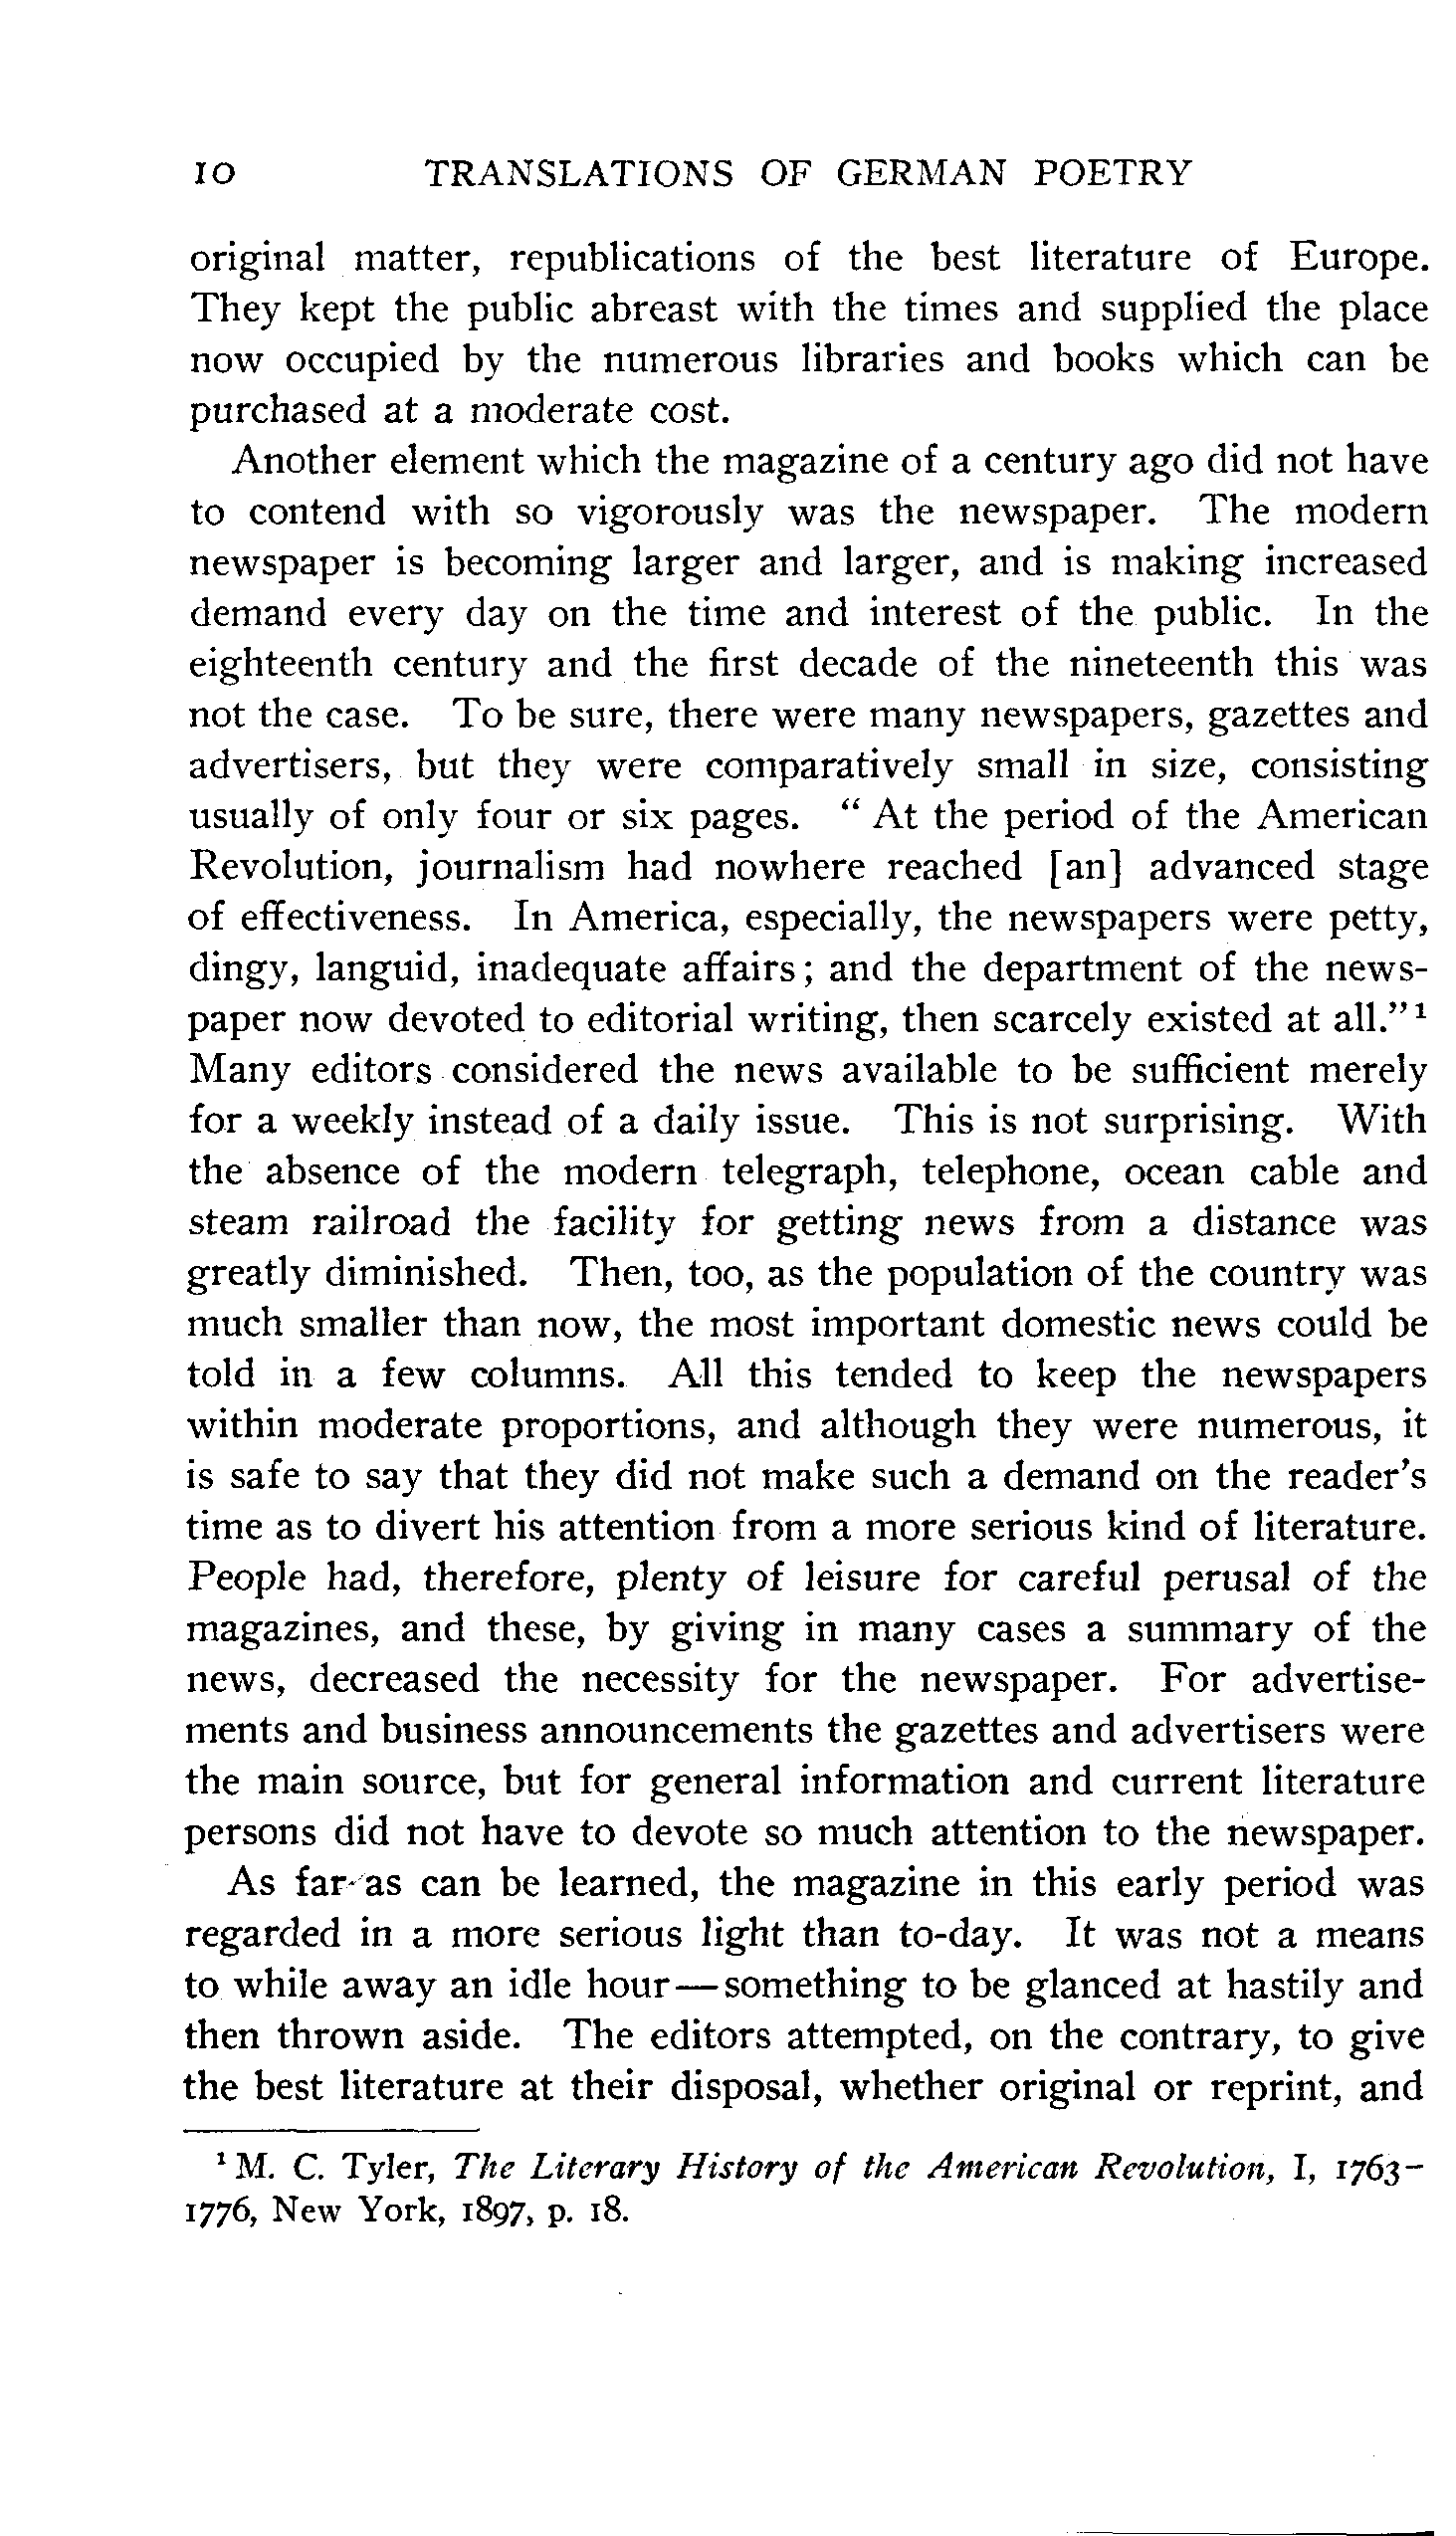 10 TRANSLATIONS OF GERMAN POETRY
original matter, republications of the best literature of Europe.
They kept the public abreast with the times and supplied the place
now occupied by the numerous libraries and books which can be
purchased at a moderate cost.
Another element which the magazine of a century ago did not have
to contend with so vigorously was the newspaper. The modern
newspaper is becoming larger and larger, and is making increased
demand every day on the time and interest of the public. In the
eighteenth century and the first decade of the nineteenth this was
not the case. To be sure, there were many newspapers, gazettes and
advertisers, but they were comparatively small in size, consisting
usually of only four or six pages. “ At the period of the American
Revolution, journalism had nowhere reached [an] advanced stage
of effectiveness. In America, especially, the newspapers were petty,
dingy, languid, inadequate affairs; and the department of the news-
paper now devoted to editorial writing, then scarcely existed at all.”¹
Many editors considered the news available to be sufficient merely
for a weekly instead of a daily issue. This is not surprising. With
the absence of the modern telegraph, telephone, ocean cable and
steam railroad the facility for getting news from a distance was
greatly diminished. Then, too, as the population of the country was
much smaller than now, the most important domestic news could be
told in a few columns. All this tended to keep the newspapers
within moderate proportions, and although they were numerous, it
is safe to say that they did not make such a demand on the reader's
time as to divert his attention from a more serious kind of literature.
People had, therefore, plenty of leisure for careful perusal of the
magazines, and these, by giving in many cases a summary of the
news, decreased the necessity for the newspaper. For advertise-
ments and business announcements the gazettes and advertisers were
the main source, but for general information and current literature
persons did not have to devote so much attention to the newspaper.
As far as can be learned, the magazine in this early period was
regarded in a more serious light than to-day. It was not a means
to while away an idle hour—something to be glanced at hastily and
then thrown aside. The editors attempted, on the contrary, to give
the best literature at their disposal, whether original or reprint, and
¹ M. C. Tyler, The Literary History of the American Revolution, I, 1763–
1776, New York, 1897, p. 18.